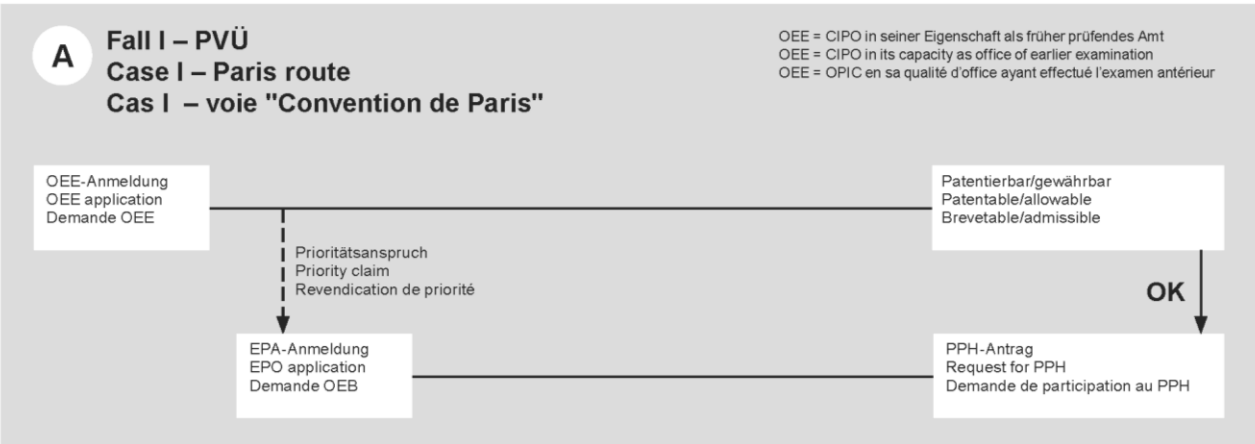 A
Fall I – PVÜ
Case I – Paris route
Cas I – voie "Convention de Paris"
OEE = CIPO in seiner Eigenschaft als früher prüfendes Amt
OEE = CIPO in its capacity as office of earlier examination
OEE = OPIC en sa qualité d'office ayant effectué l'examen antérieur
OEE-Anmeldung
OEE application
Demande OEE
Patentierbar/gewährbar
Patentable/allowable
Brevetable/admissible
Prioritätsanspruch
Priority claim
Revendication de priorité
OK
EPA-Anmeldung
EPO application
Demande OEB
PPH-Antrag
Request for PPH
Demande de participation au PPH